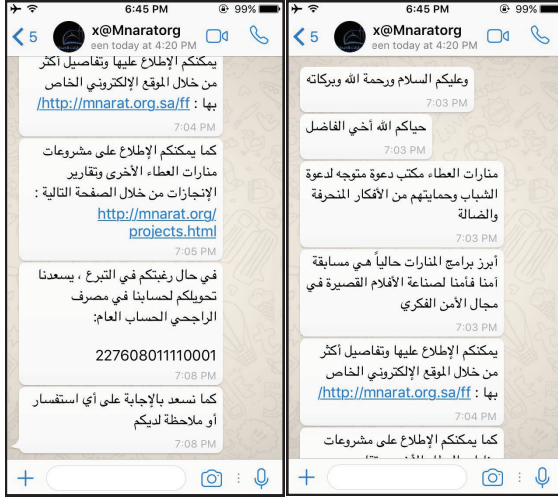 6:45 PM
99%
5
x@Mnaratorg
een today at 4:20 PM
يمكنكم الإطلاع عليها وتفاصيل أكثر
من خلال الموقع الإلكتروني الخاص
بها : http://mnarat.org.sa/ff/
7:04 PM
كما يمكنكم الإطلاع على مشروعات
منارات العطاء الأخرى وتقارير
الإنجازات من خلال الصفحة التالية :
http://mnarat.org/
projects.html
7:05 PM
في حال رغبتكم في التبرع ، يسعدنا
تحويلكم لحسابنا في مصرف
الراجحي الحساب العام:
227608011110001
7:08 PM
كما نسعد بالإجابة على أي استفسار
أو ملاحظة لديكم
7:08 PM
6:45 PM
99%
5
x@Mnaratorg
een today at 4:20 PM
وعليكم السلام ورحمة الله وبركاته
7:03 PM
حياكم الله أخي الفاضل
7:03 PM
منارات العطاء مكتب دعوة متوجه لدعوة
الشباب وحمايتهم من الأفكار المنحرفة
والضالة
7:03 PM
أبرز برامج المنارات حالياً هي مسابقة
آمنا فأمنا لصناعة الأفلام القصيرة في
مجال الأمن الفكري
7:03 PM
يمكنكم الإطلاع عليها وتفاصيل أكثر
من خلال الموقع الإلكتروني الخاص
بها : http://mnarat.org.sa/ff/
7:04 PM
كما يمكنكم الإطلاع على مشروعات